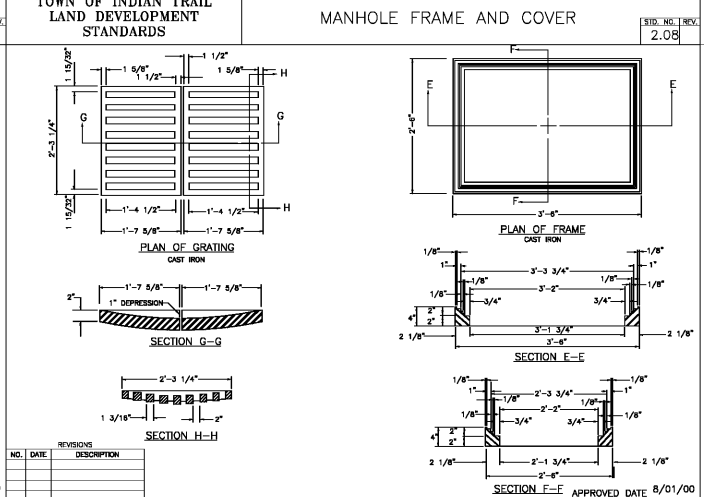 TOWN OF INDIAN TRAIL
LAND DEVELOPMENT
STANDARDS
MANHOLE FRAME AND COVER
STD. NO. REV.
2.08
1 15/32"
1 5/8"
1 1/2"
1 1/2"
1 5/8"
H
G
G
2'-3 1/4"
1 15/32"
1'-4 1/2"
1'-4 1/2"
H
1'-7 5/8"
1'-7 5/8"
PLAN OF GRATING
CAST IRON
F
E
E
2'-6"
F
3'-6"
PLAN OF FRAME
CAST IRON
1'-7 5/8"
1'-7 5/8"
2"
1" DEPRESSION
SECTION G-G
1/8"
1/8"
1"
1"
3'-3 3/4"
1/8"
3'-2"
1/8"
1/8"
3/4"
3/4"
4"
2"
2"
3'-1 3/4"
2 1/8"
2 1/8"
3'-6"
SECTION E-E
2'-3 1/4"
1 3/16"
2"
SECTION H-H
1/8"
1/8"
1"
1"
2'-3 3/4"
1/8"
2'-2"
1/8"
1/8"
3/4"
3/4"
4"
2"
2"
2 1/8"
2'-1 3/4"
2 1/8"
2'-6"
SECTION F-F
APPROVED DATE 8/01/00
REVISIONS
NO. DATE DESCRIPTION